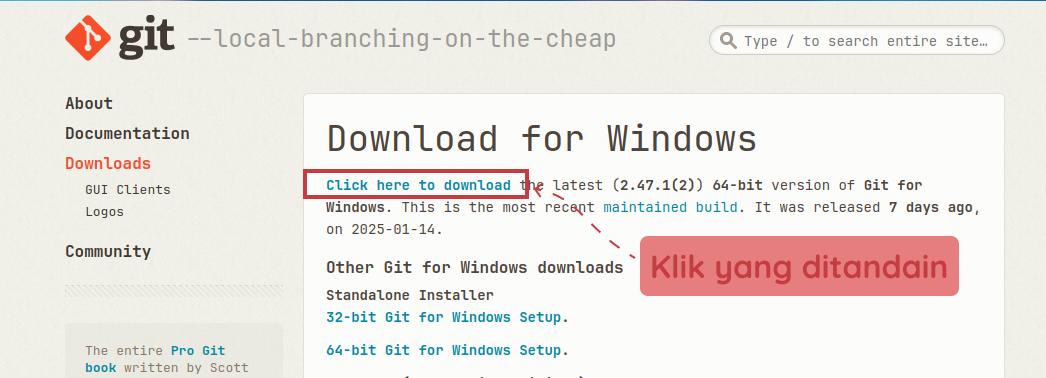 git --local-branching-on-the-cheap
Type / to search entire site…
About
Documentation
Downloads
GUI Clients
Logos
Community
The entire Pro Git
book written by Scott
Download for Windows
Click here to download the latest (2.47.1(2)) 64-bit version of Git for
Windows. This is the most recent maintained build. It was released 7 days ago,
on 2025-01-14.
Klik yang ditandain
Other Git for Windows downloads
Standalone Installer
32-bit Git for Windows Setup.
64-bit Git for Windows Setup.